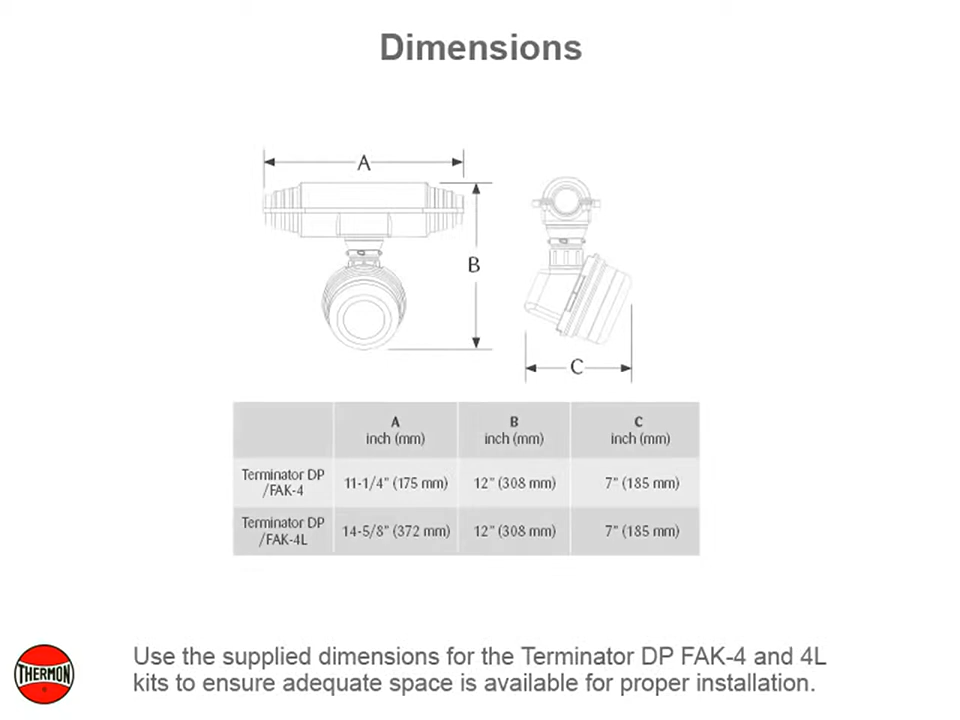 Dimensions
A
B
C
A
inch (mm)
B
inch (mm)
C
inch (mm)
Terminator DP
/FAK-4
11-1/4" (175 mm)
12" (308 mm)
7" (185 mm)
Terminator DP
/FAK-4L
14-5/8" (372 mm)
12" (308 mm)
7" (185 mm)
THERMON
®
Use the supplied dimensions for the Terminator DP FAK-4 and 4L
kits to ensure adequate space is available for proper installation.